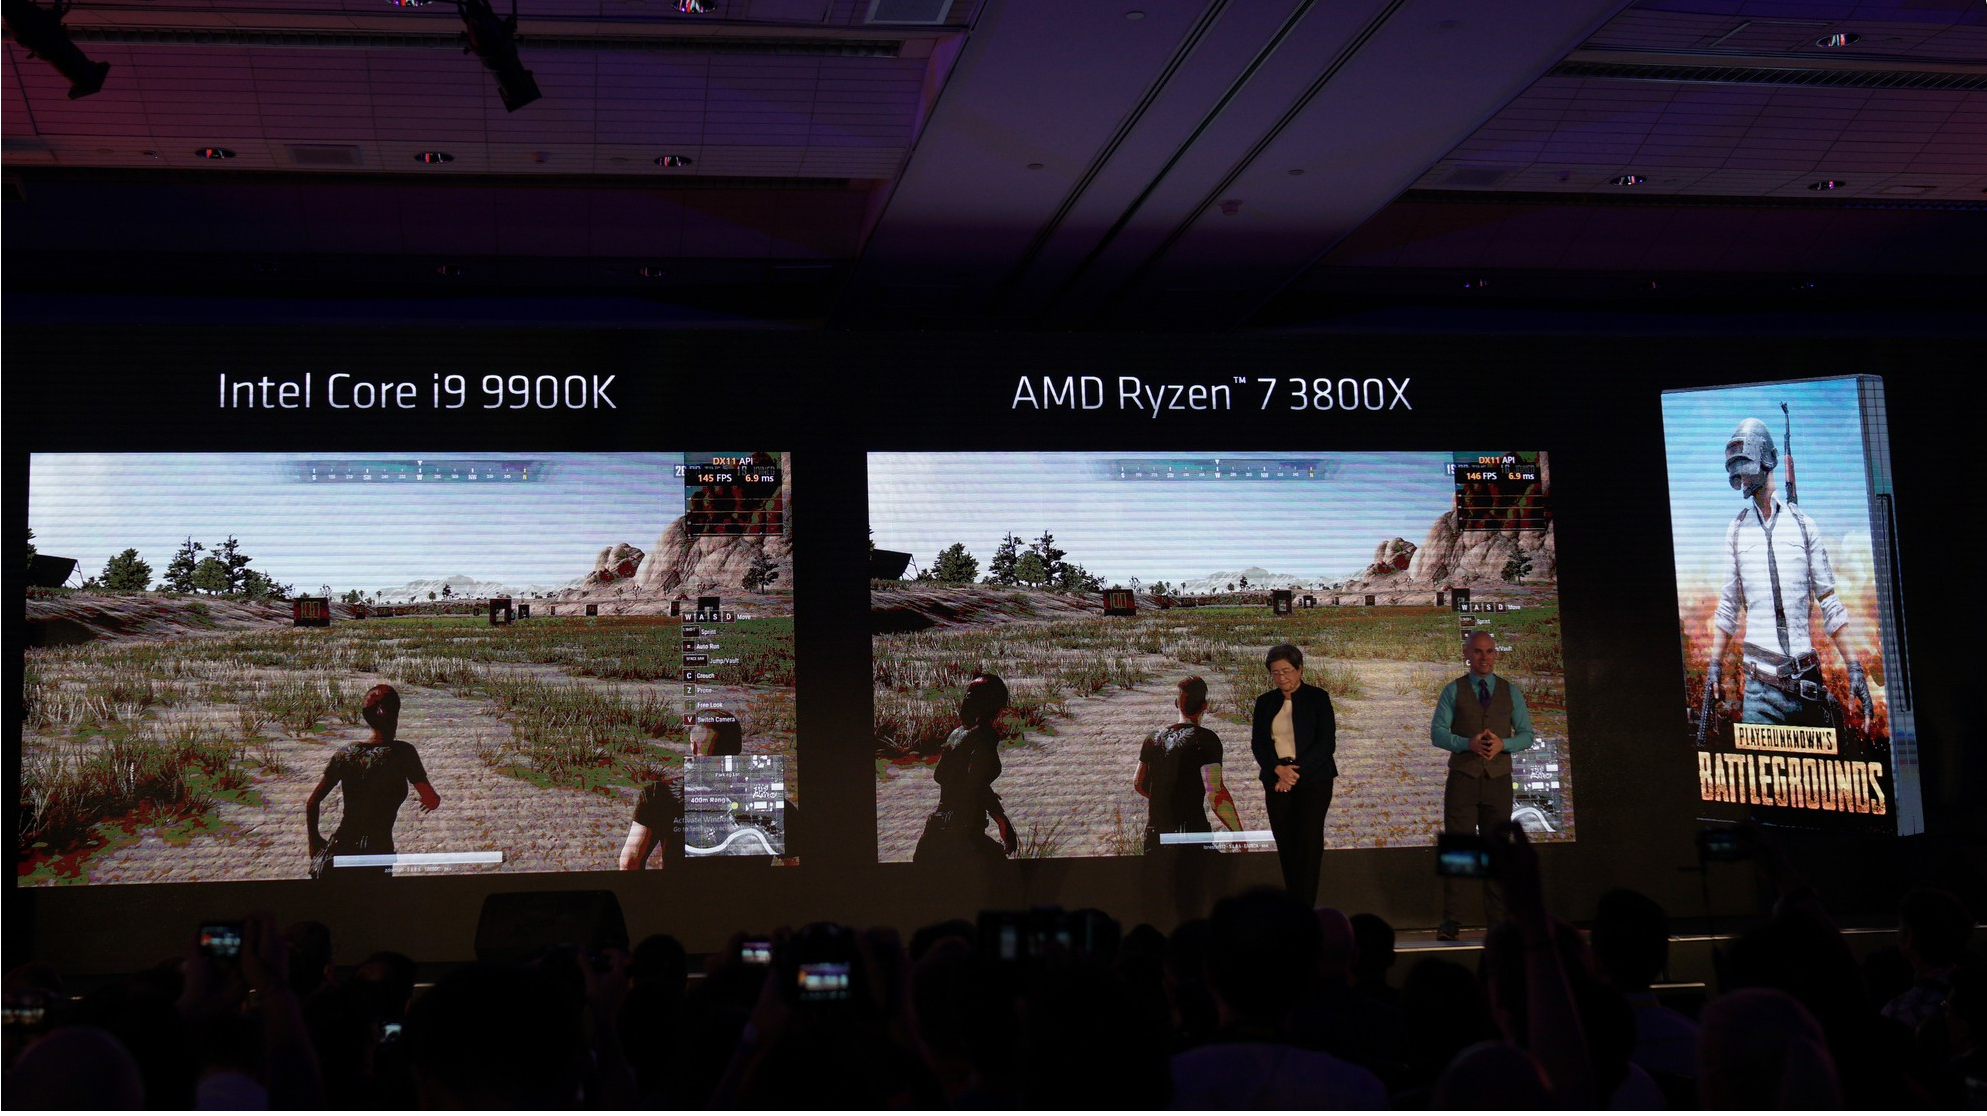 Intel Core i9 9900K
AMD Ryzen™ 7 3800X
DX11 API
145 FPS 6.9 ms
W A S D Move
Sprint
Auto Run
Jump/Vault
C Crouch
Z Prone
Free Look
V Switch Camera
400m Range
Activate Windows
DX11 API
146 FPS 6.9 ms
W A S D Move
Sprint
PLAYERUNKNOWN'S
BATTLEGROUNDS